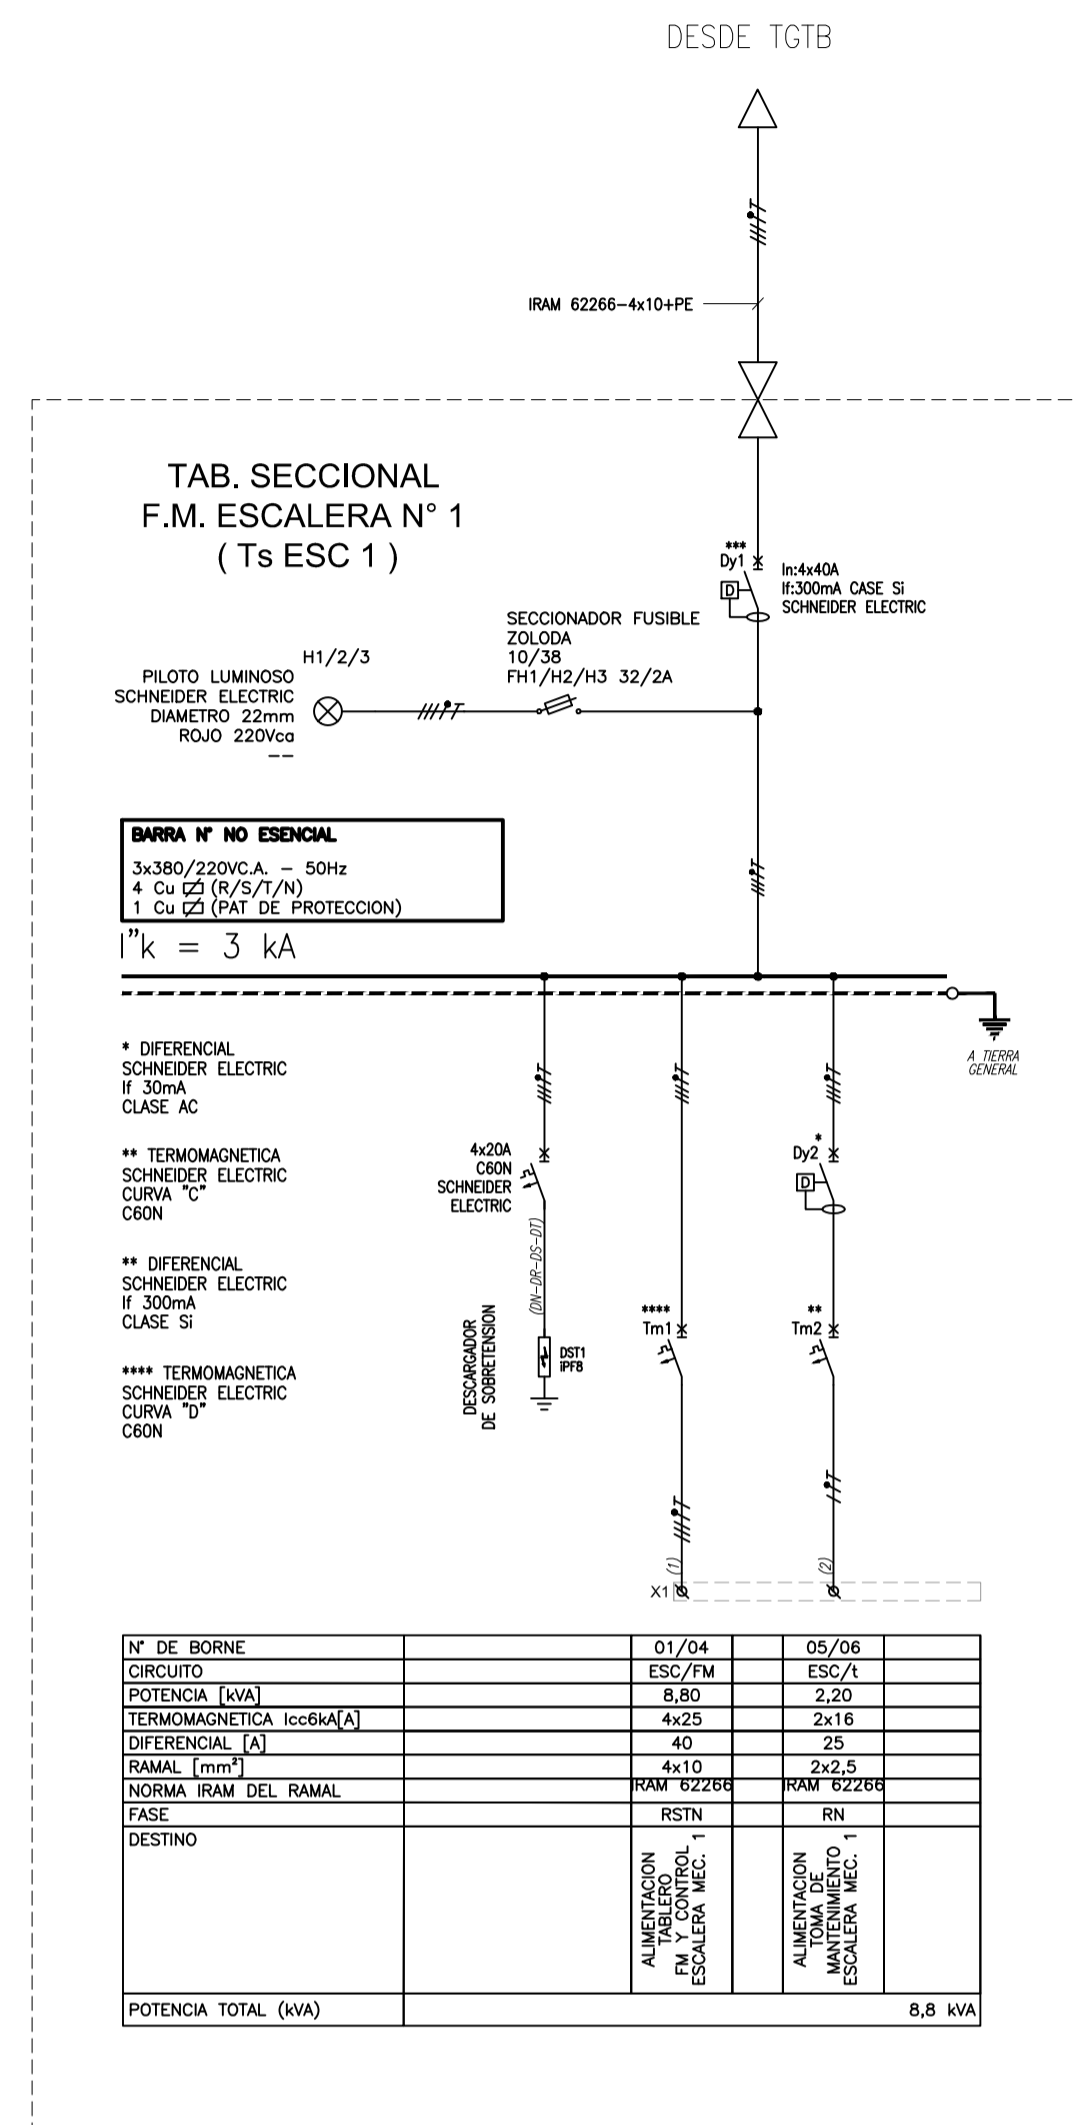 DESDE TGTB
IRAM 62266-4x10+PE
TAB. SECCIONAL
F.M. ESCALERA N° 1
( Ts ESC 1 )
***
Dy1
D
In:4x40A
If:300mA CASE Si
SCHNEIDER ELECTRIC
SECCIONADOR FUSIBLE
ZOLODA
10/38
FH1/H2/H3 32/2A
H1/2/3
PILOTO LUMINOSO
SCHNEIDER ELECTRIC
DIAMETRO 22mm
ROJO 220Vca
--
BARRA N° NO ESENCIAL
3x380/220VC.A. - 50Hz
4 Cu (R/S/T/N)
1 Cu (PAT DE PROTECCION)
I"k = 3 kA
A TIERRA
GENERAL
* DIFERENCIAL
SCHNEIDER ELECTRIC
If 30mA
CLASE AC
** TERMOMAGNETICA
SCHNEIDER ELECTRIC
CURVA "C"
C60N
** DIFERENCIAL
SCHNEIDER ELECTRIC
If 300mA
CLASE Si
**** TERMOMAGNETICA
SCHNEIDER ELECTRIC
CURVA "D"
C60N
4x20A
C60N
SCHNEIDER
ELECTRIC
(DN-DR-DS-DT)
DESCARGADOR
DE SOBRETENSION
DST1
iPF8
*
Dy2
D
****
Tm1
**
Tm2
(1)
(2)
X1
N° DE BORNE 01/04 05/06
CIRCUITO ESC/FM ESC/t
POTENCIA [kVA] 8,80 2,20
TERMOMAGNETICA Icc6kA[A] 4x25 2x16
DIFERENCIAL [A] 40 25
RAMAL [mm²] 4x10 2x2,5
NORMA IRAM DEL RAMAL IRAM 62266 IRAM 62266
FASE RSTN RN
DESTINO
ALIMENTACION
TABLERO
FM Y CONTROL
ESCALERA MEC. 1
ALIMENTACION
TOMA DE
MANTENIMIENTO
ESCALERA MEC. 1
POTENCIA TOTAL (kVA) 8,8 kVA